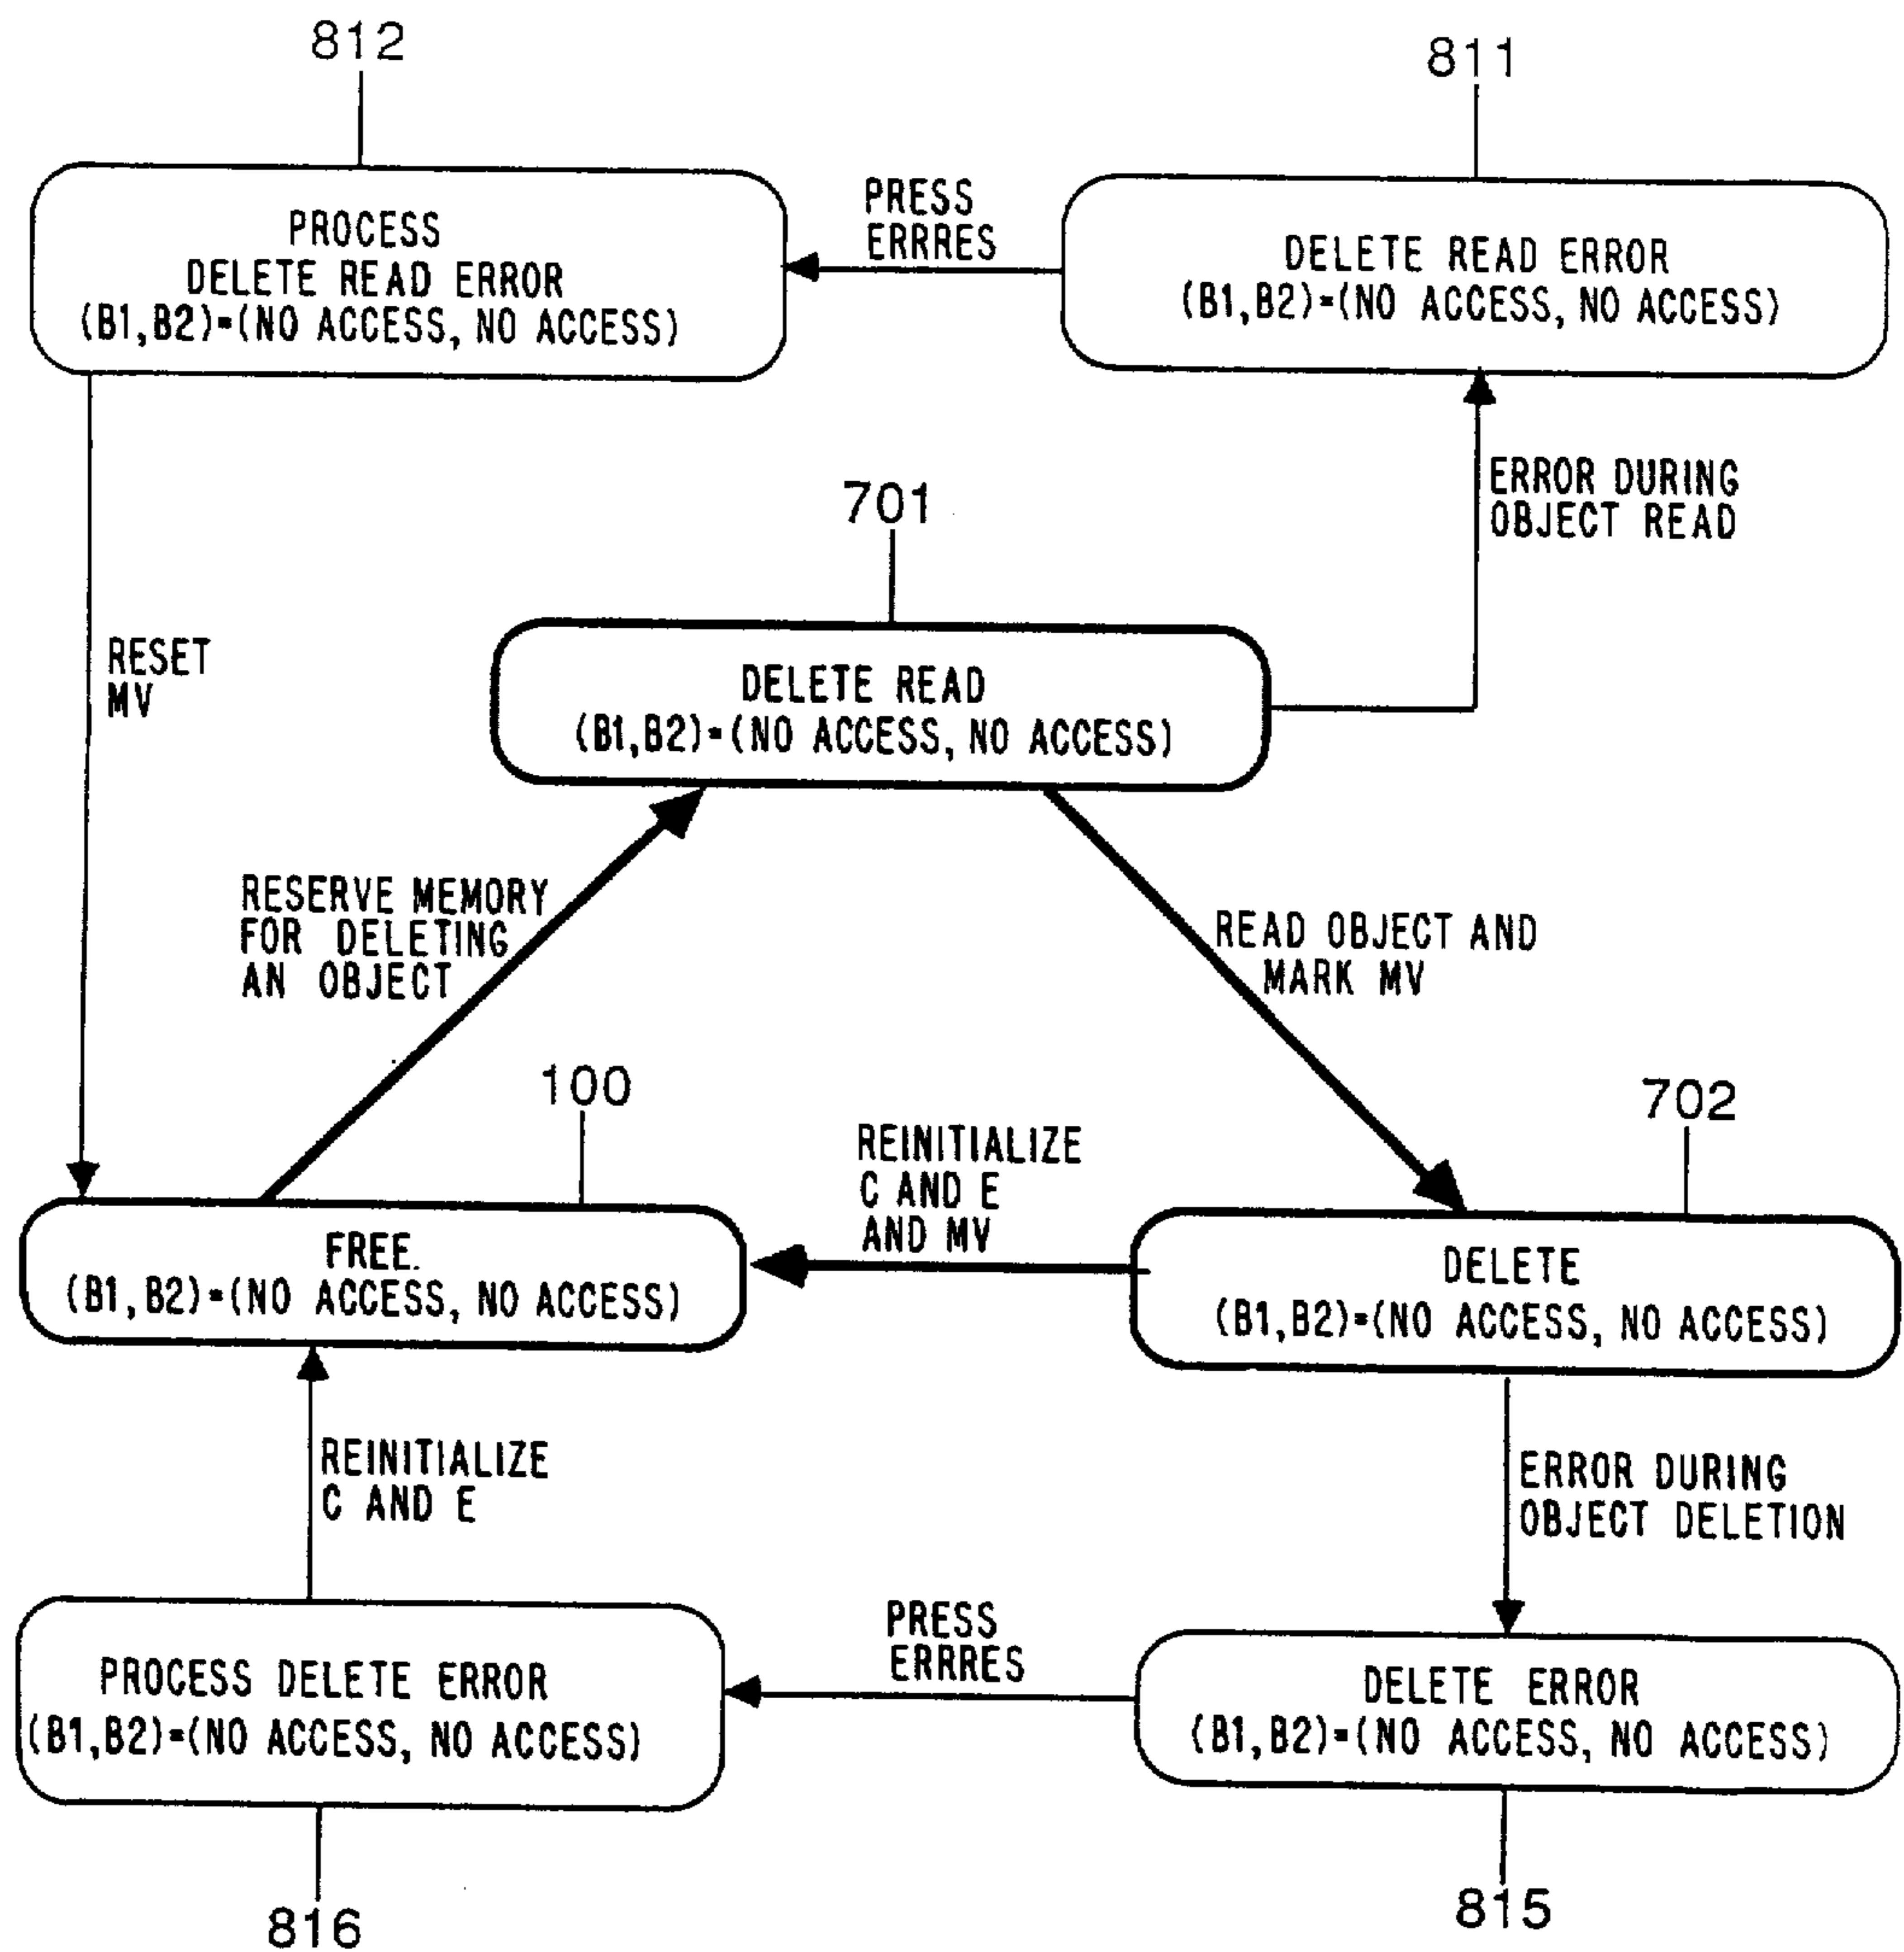 812
811
PROCESS
DELETE READ ERROR
(B1,B2)=(NO ACCESS, NO ACCESS)
PRESS
ERRRES
DELETE READ ERROR
(B1,B2)=(NO ACCESS, NO ACCESS)
ERROR DURING
OBJECT READ
701
RESET
MV
DELETE READ
(B1,B2)=(NO ACCESS, NO ACCESS)
RESERVE MEMORY
FOR DELETING
AN OBJECT
READ OBJECT AND
MARK MV
100
702
REINITIALIZE
C AND E
AND MV
FREE.
(B1,B2)=(NO ACCESS, NO ACCESS)
DELETE
(B1,B2)=(NO ACCESS, NO ACCESS)
REINITIALIZE
C AND E
ERROR DURING
OBJECT DELETION
PRESS
ERRRES
PROCESS DELETE ERROR
(B1,B2)=(NO ACCESS, NO ACCESS)
DELETE ERROR
(B1,B2)=(NO ACCESS, NO ACCESS)
816
815